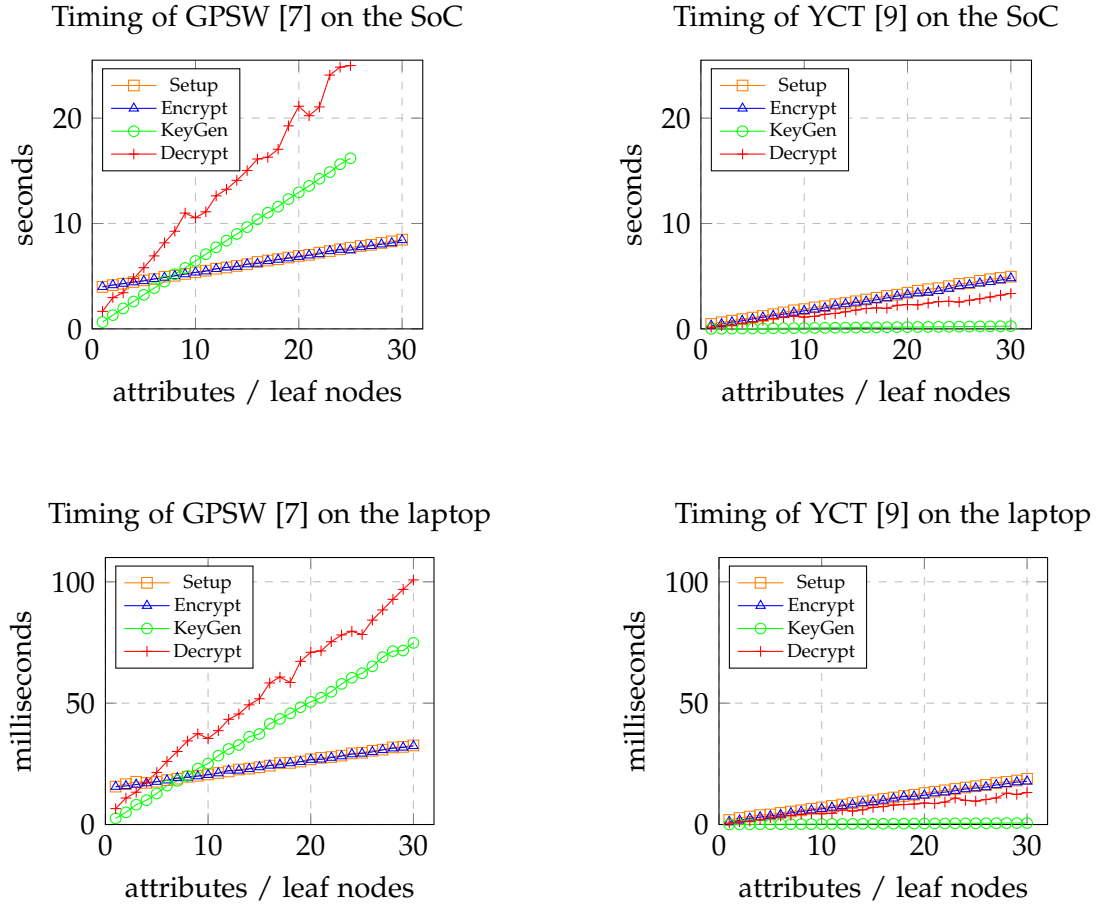 Timing of GPSW [7] on the SoC
seconds
20
10
0
Setup
Encrypt
KeyGen
Decrypt
0 10 20 30
attributes / leaf nodes
Timing of YCT [9] on the SoC
seconds
20
10
0
Setup
Encrypt
KeyGen
Decrypt
0 10 20 30
attributes / leaf nodes
Timing of GPSW [7] on the laptop
milliseconds
100
50
0
Setup
Encrypt
KeyGen
Decrypt
0 10 20 30
attributes / leaf nodes
Timing of YCT [9] on the laptop
milliseconds
100
50
0
Setup
Encrypt
KeyGen
Decrypt
0 10 20 30
attributes / leaf nodes